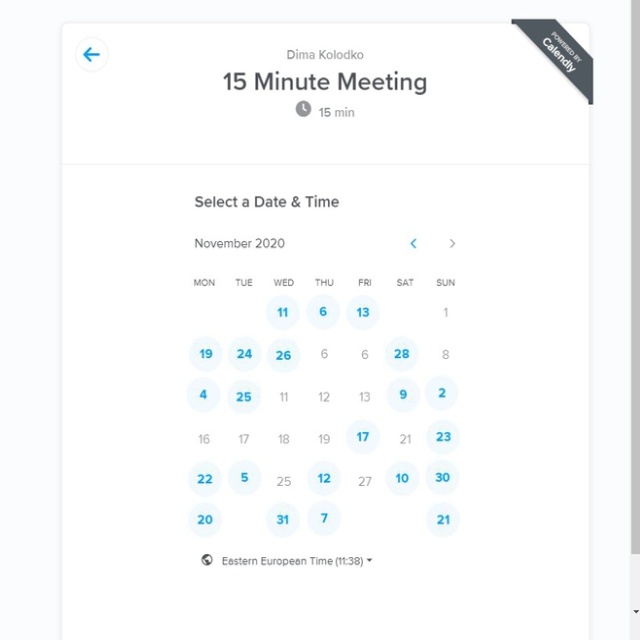 POWERED BY
Calendly
Dima Kolodko
15 Minute Meeting
15 min
Select a Date & Time
November 2020
MON TUE WED THU FRI SAT SUN
11 6 13 1
19 24 26 6 6 28 8
4 25 11 12 13 9 2
16 17 18 19 17 21 23
22 5 25 12 27 10 30
20 31 7 21
Eastern European Time (11:38)